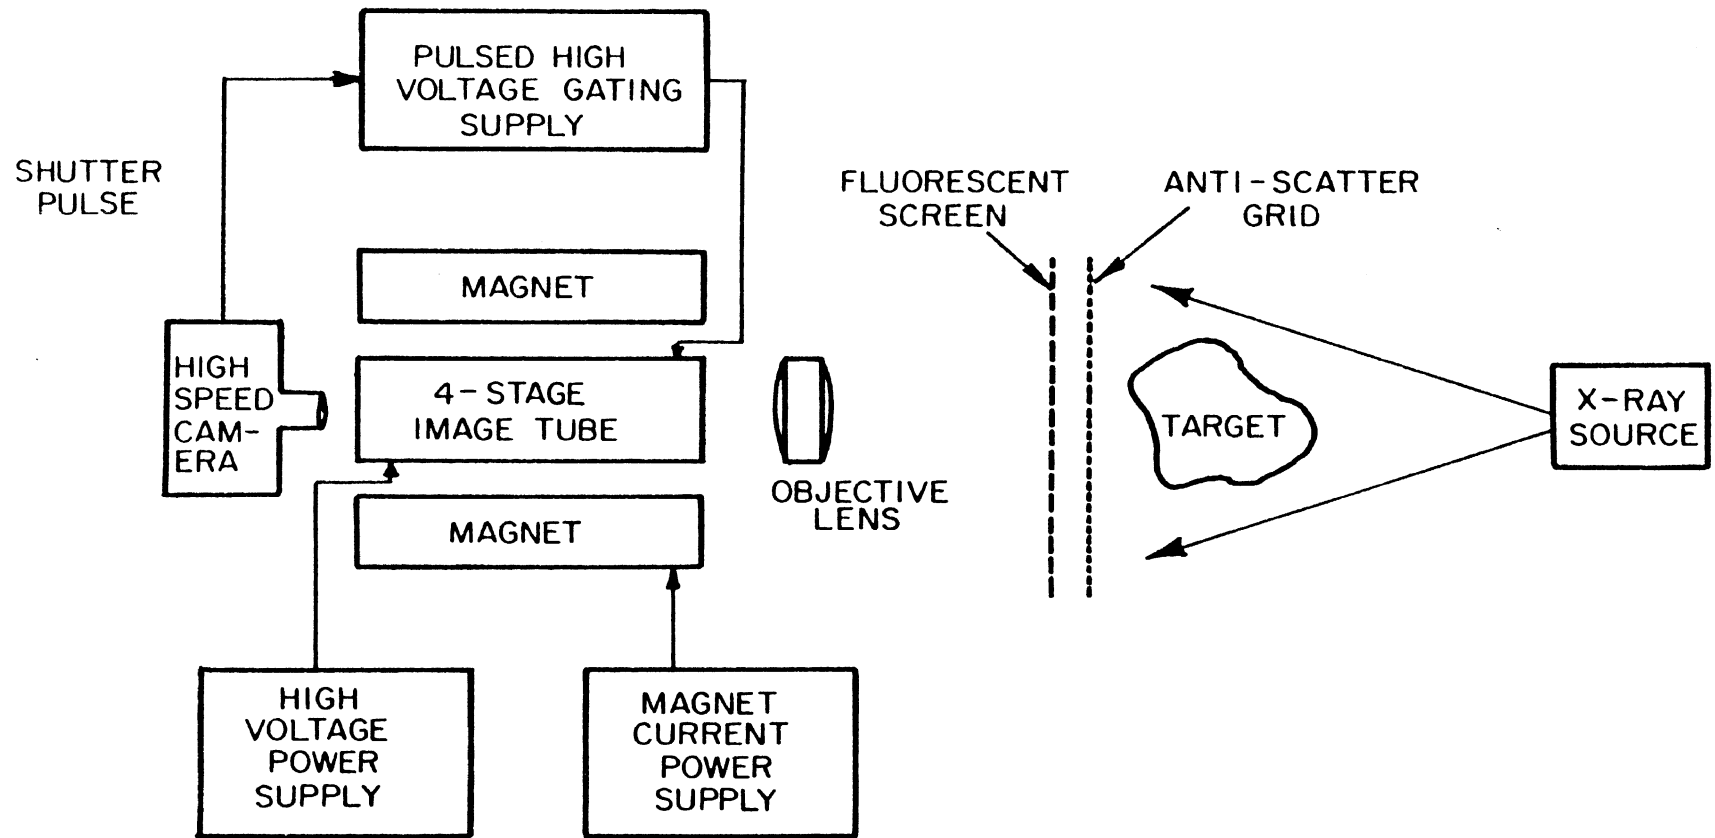 PULSED HIGH
VOLTAGE GATING
SUPPLY
SHUTTER
PULSE
FLUORESCENT
SCREEN
ANTI-SCATTER
GRID
MAGNET
HIGH
SPEED
CAM-
ERA
4-STAGE
IMAGE TUBE
OBJECTIVE
LENS
TARGET
X-RAY
SOURCE
MAGNET
HIGH
VOLTAGE
POWER
SUPPLY
MAGNET
CURRENT
POWER
SUPPLY